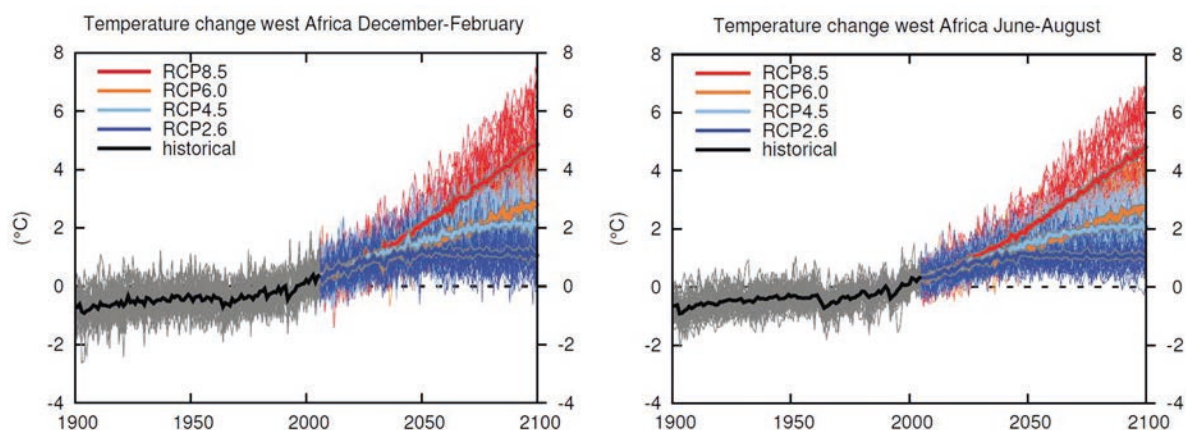 Temperature change west Africa December-February
8
6
4
2
0
-2
-4
(°C)
RCP8.5
RCP6.0
RCP4.5
RCP2.6
historical
8
6
4
2
0
-2
-4
1900
1950
2000
2050
2100
Temperature change west Africa June-August
8
6
4
2
0
-2
-4
(°C)
RCP8.5
RCP6.0
RCP4.5
RCP2.6
historical
8
6
4
2
0
-2
-4
1900
1950
2000
2050
2100